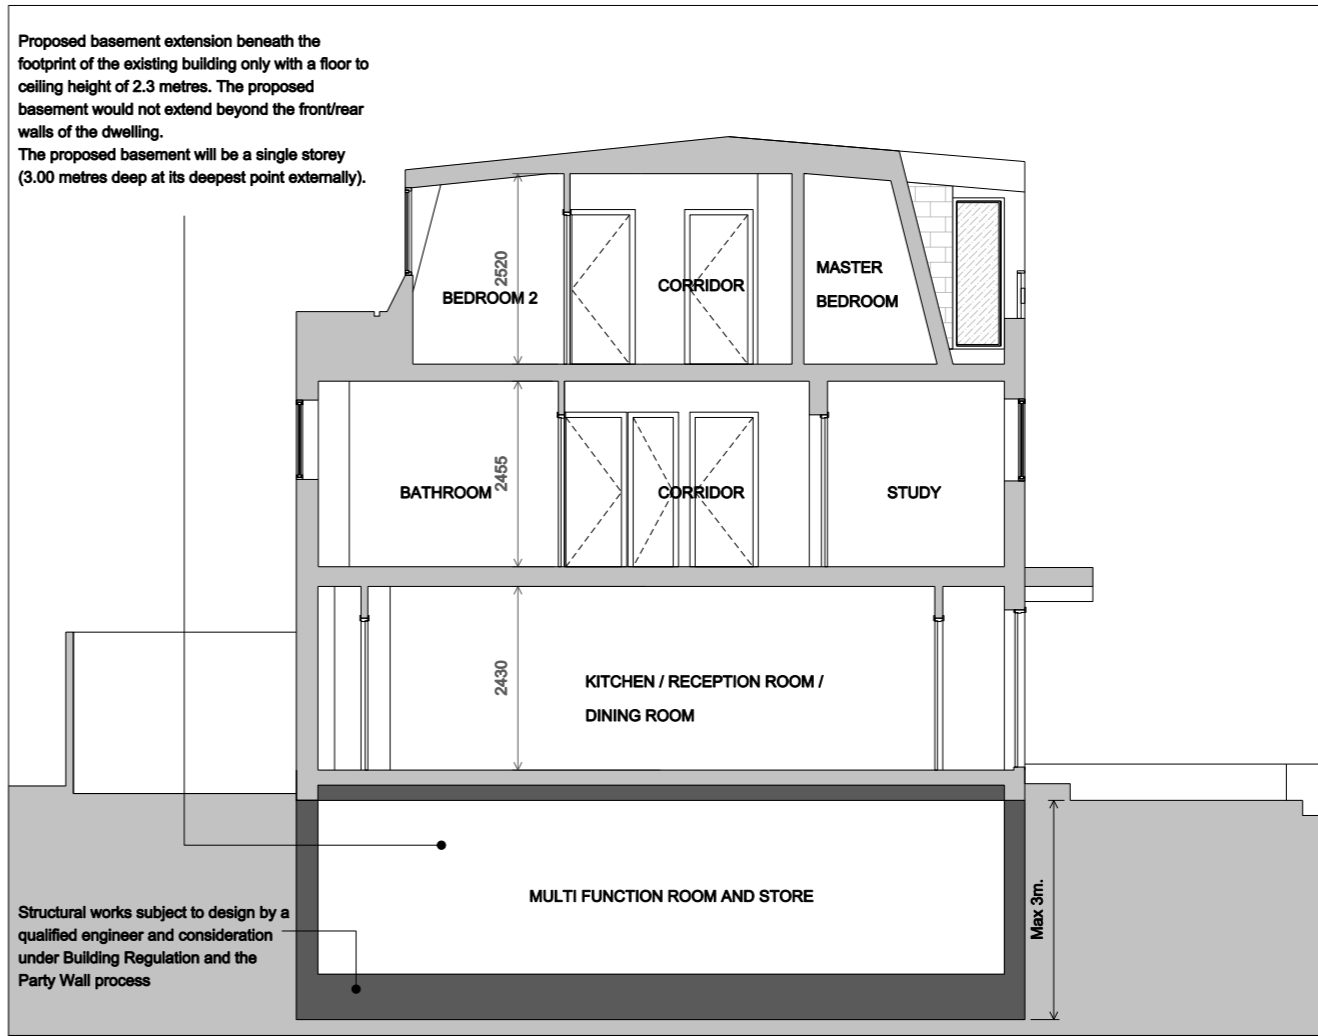 Proposed basement extension beneath the
footprint of the existing building only with a floor to
ceiling height of 2.3 metres. The proposed
basement would not extend beyond the front/rear
walls of the dwelling.
The proposed basement will be a single storey
(3.00 metres deep at its deepest point externally).
2520
BEDROOM 2
CORRIDOR
MASTER
BEDROOM
2455
BATHROOM
CORRIDOR
STUDY
2430
KITCHEN / RECEPTION ROOM /
DINING ROOM
MULTI FUNCTION ROOM AND STORE
Max 3m.
Structural works subject to design by a
qualified engineer and consideration
under Building Regulation and the
Party Wall process